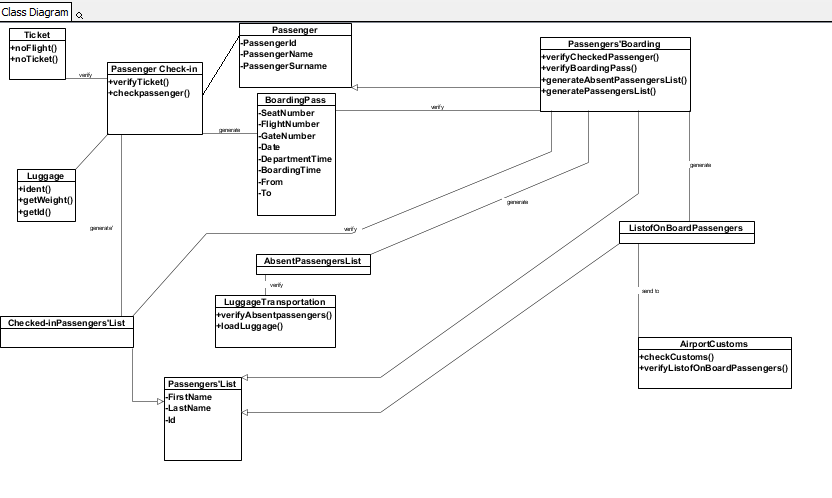 Class Diagram
Ticket
+noFlight()
+noTicket()
verify
Passenger Check-in
+verifyTicket()
+checkpassenger()
Passenger
-PassengerId
-PassengerName
-PassengerSurname
Passengers'Boarding
+verifyCheckedPassenger()
+verifyBoardingPass()
+generateAbsentPassengersList()
+generatePassengersList()
BoardingPass
-SeatNumber
-FlightNumber
-GateNumber
-Date
-DepartmentTime
-BoardingTime
-From
-To
verify
generate
Luggage
+ident()
+getWeight()
+getId()
generate
generate
generate'
verify
ListofOnBoardPassengers
AbsentPassengersList
verify
send to
LuggageTransportation
+verifyAbsentpassengers()
+loadLuggage()
Checked-inPassengers'List
AirportCustoms
+checkCustoms()
+verifyListofOnBoardPassengers()
Passengers'List
-FirstName
-LastName
-Id